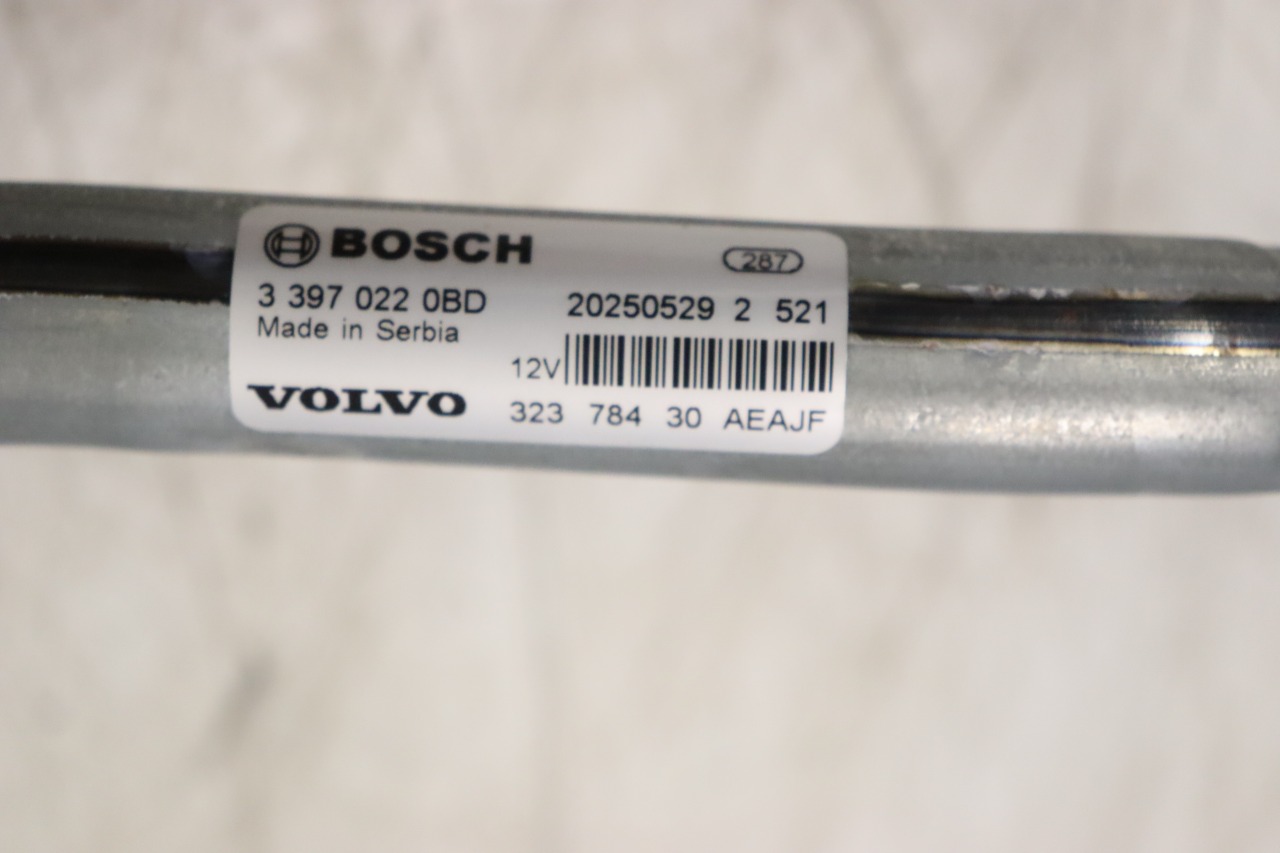 BOSCH
287
3 397 022 0BD
20250529 2 521
Made in Serbia
12V
VOLVO
323 784 30 AEAJF